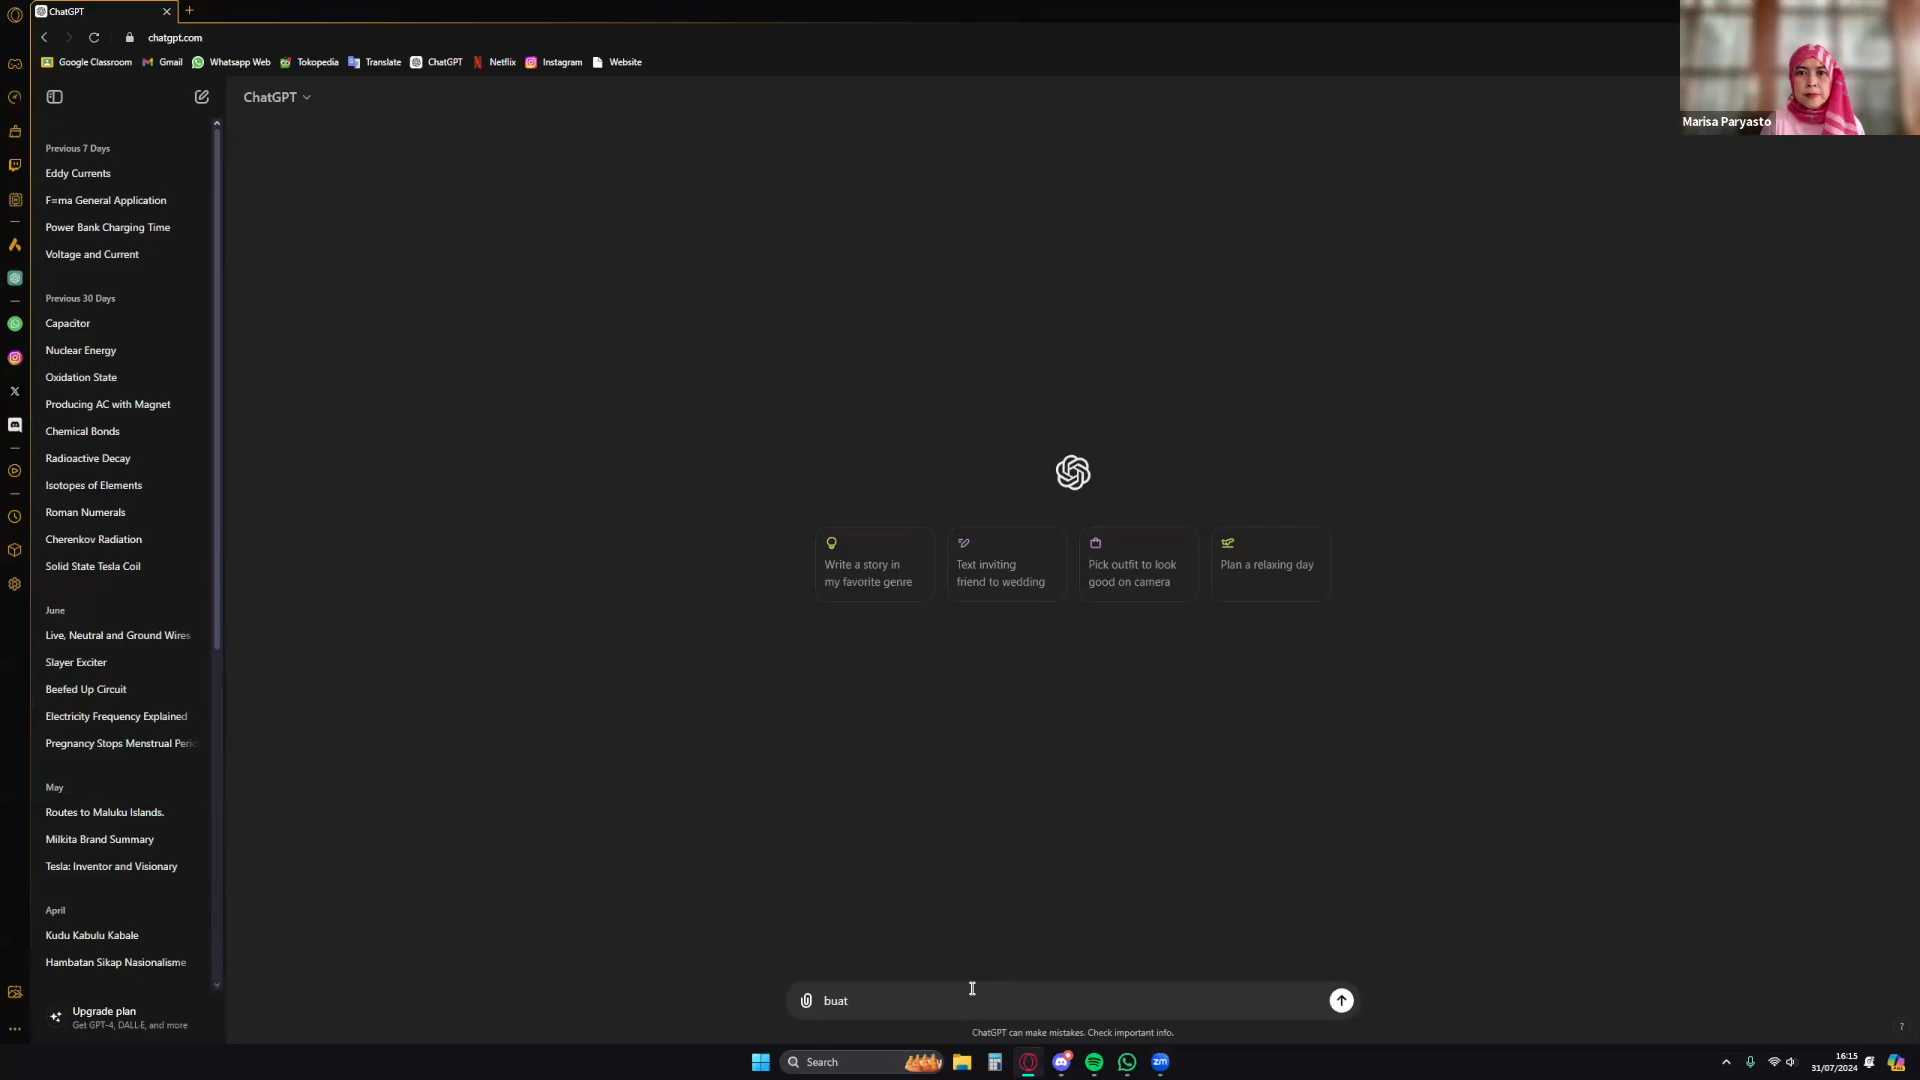 ChatGPT
chatgpt.com
Google Classroom
Gmail
Whatsapp Web
Tokopedia
Translate
ChatGPT
Netflix
Instagram
Website
ChatGPT
Marisa Paryasto
Previous 7 Days
Eddy Currents
F=ma General Application
Power Bank Charging Time
Voltage and Current
Previous 30 Days
Capacitor
Nuclear Energy
Oxidation State
Producing AC with Magnet
Chemical Bonds
Radioactive Decay
Isotopes of Elements
Roman Numerals
Cherenkov Radiation
Solid State Tesla Coil
June
Live, Neutral and Ground Wires
Slayer Exciter
Beefed Up Circuit
Electricity Frequency Explained
Pregnancy Stops Menstrual Peri
May
Routes to Maluku Islands.
Milkita Brand Summary
Tesla: Inventor and Visionary
April
Kudu Kabulu Kabale
Hambatan Sikap Nasionalisme
Upgrade plan
Get GPT-4, DALL·E, and more
Write a story in
my favorite genre
Text inviting
friend to wedding
Pick outfit to look
good on camera
Plan a relaxing day
buat
ChatGPT can make mistakes. Check important info.
?
Search
zm
16:15
31/07/2024